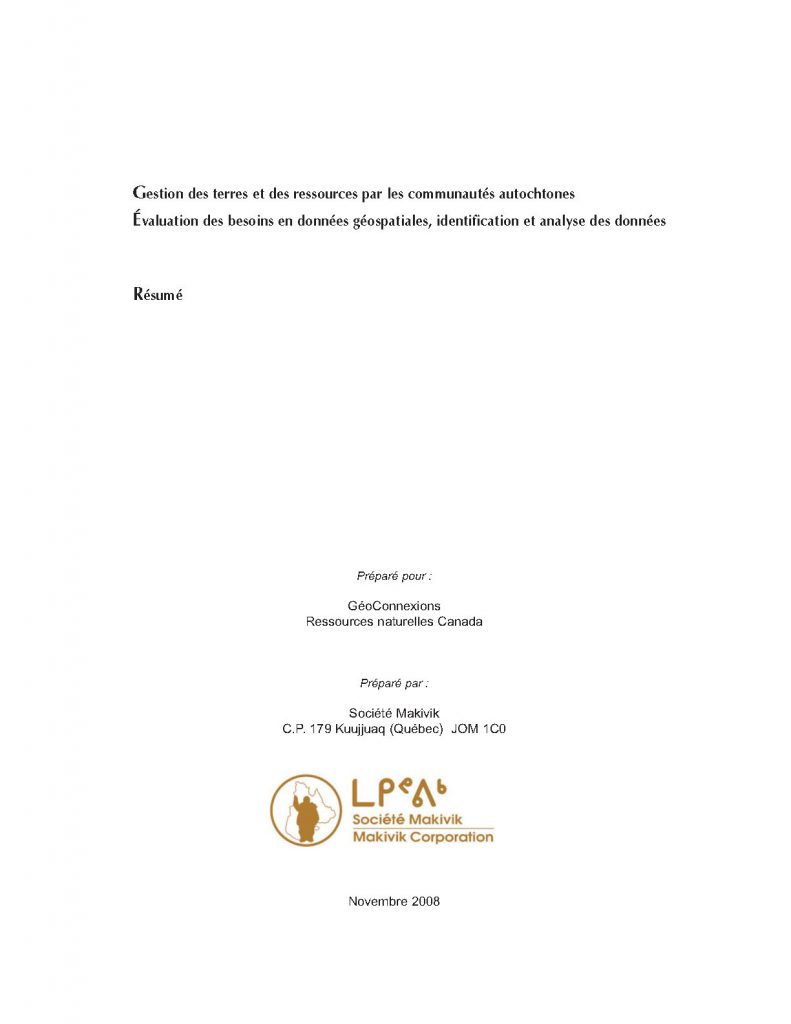 Gestion des terres et des ressources par les communautés autochtones
Évaluation des besoins en données géospatiales, identification et analyse des données
Résumé
Préparé pour :
GéoConnexions
Ressources naturelles Canada
Préparé par :
Société Makivik
C.P. 179 Kuujjuaq (Québec)  JOM 1C0
ᒪᑭᕝᕕᒃ
Société Makivik
Makivik Corporation
Novembre 2008